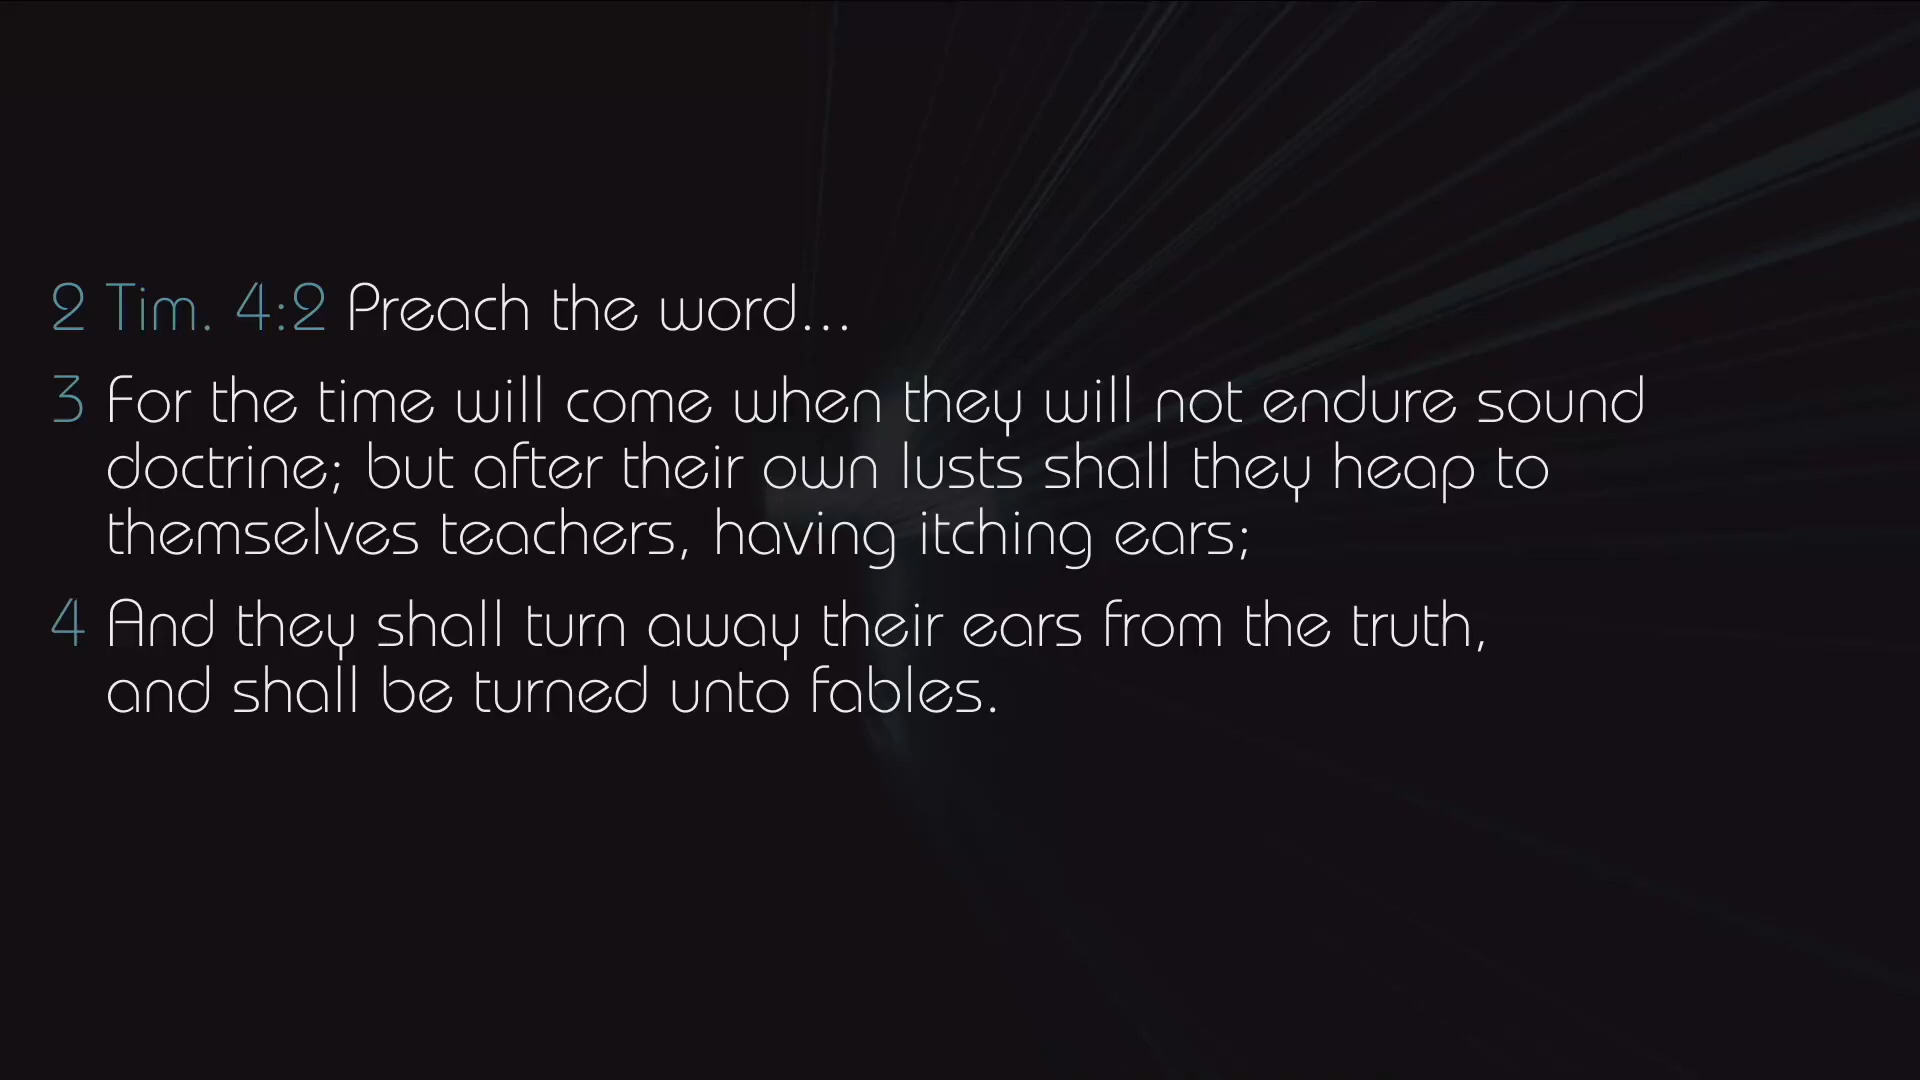 2 Tim. 4:2 Preach the word...
3 For the time will come when they will not endure sound
doctrine; but after their own lusts shall they heap to
themselves teachers, having itching ears;
4 And they shall turn away their ears from the truth,
and shall be turned unto fables.